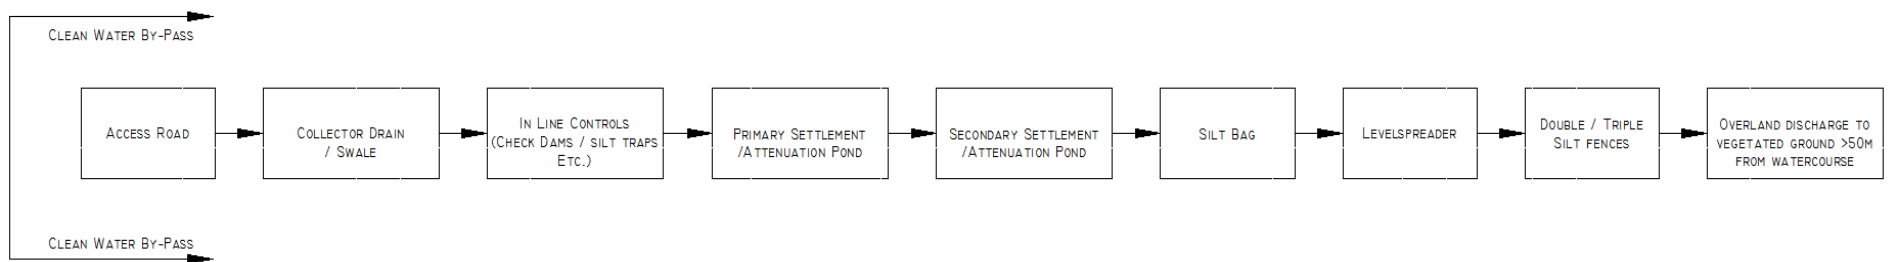 Clean Water By-Pass
Access Road
Collector Drain
/ Swale
In Line Controls
(Check Dams / silt traps
Etc.)
Primary Settlement
/Attenuation Pond
Secondary Settlement
/Attenuation Pond
Silt Bag
Levelspreader
Double / Triple
Silt fences
Overland discharge to
vegetated ground >50m
from watercourse
Clean Water By-Pass